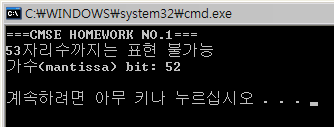 C:₩WINDOWS₩system32₩cmd.exe
===CMSE HOMEWORK NO.1===
53자리수까지는 표현 불가능
가수(mantissa) bit: 52
계속하려면 아무 키나 누르십시오 . . .